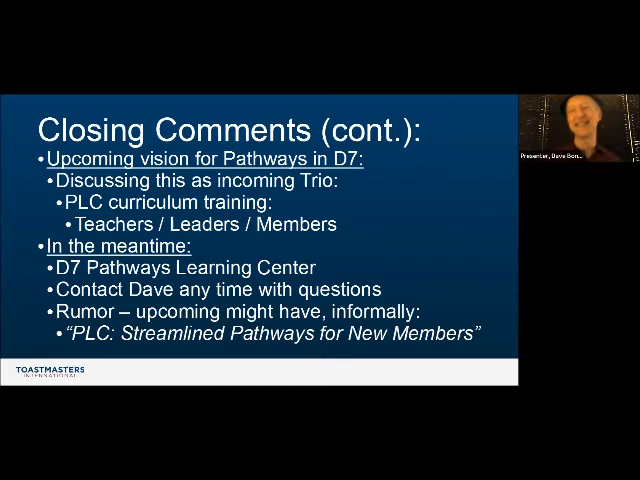 Closing Comments (cont.):
•Upcoming vision for Pathways in D7:
•Discussing this as incoming Trio:
•PLC curriculum training:
•Teachers / Leaders / Members
•In the meantime:
•D7 Pathways Learning Center
•Contact Dave any time with questions
•Rumor – upcoming might have, informally:
•“PLC: Streamlined Pathways for New Members”
TOASTMASTERS
INTERNATIONAL
Presenter, Dave Bon...